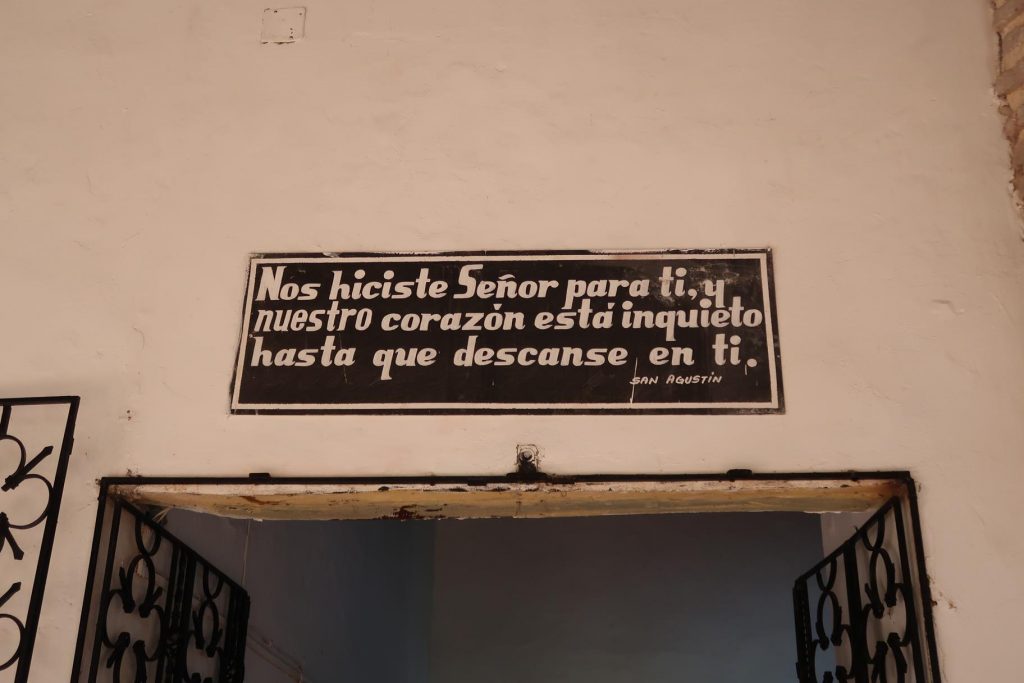 Nos hiciste Señor para ti, y
nuestro corazón está inquieto
hasta que descanse en ti.
SAN AGUSTIN